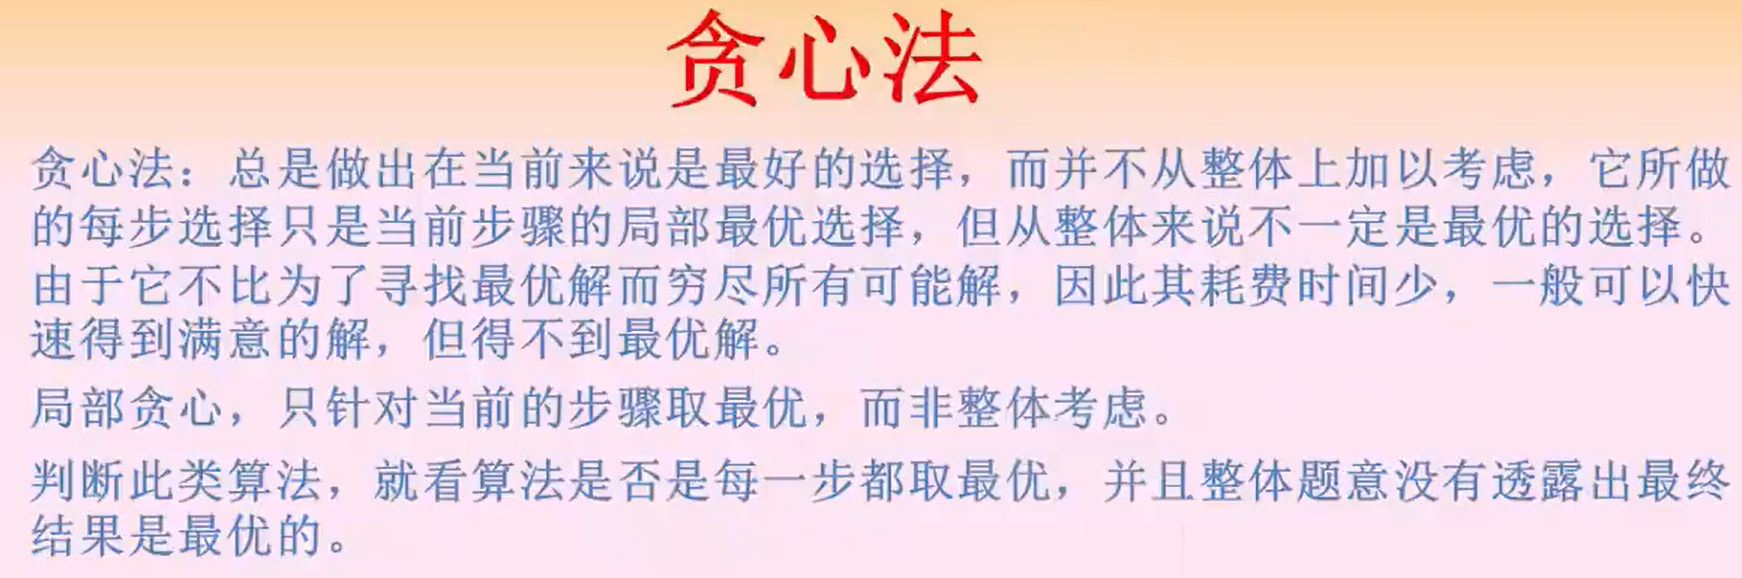 贪心法
贪心法：总是做出在当前来说是最好的选择，而并不从整体上加以考虑，它所做
的每步选择只是当前步骤的局部最优选择，但从整体来说不一定是最优的选择。
由于它不比为了寻找最优解而穷尽所有可能解，因此其耗费时间少，一般可以快
速得到满意的解，但得不到最优解。
局部贪心，只针对当前的步骤取最优，而非整体考虑。
判断此类算法，就看算法是否是每一步都取最优，并且整体题意没有透露出最终
结果是最优的。